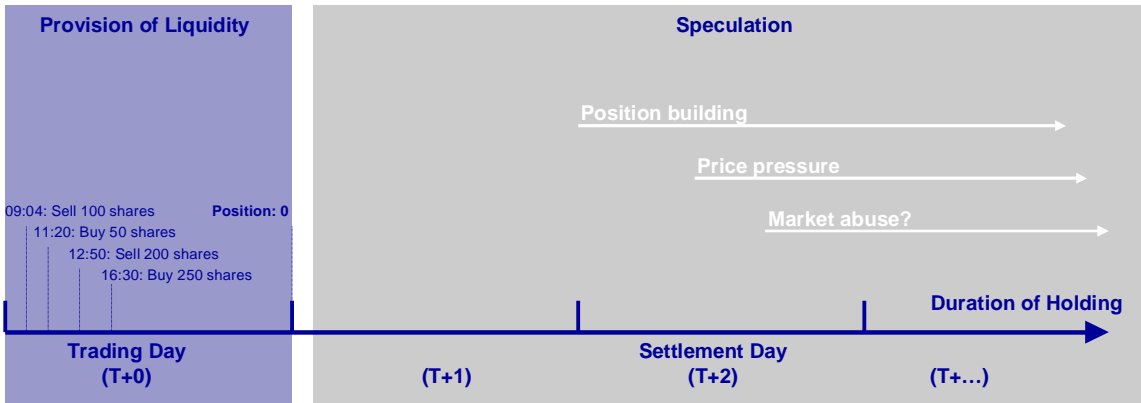 Provision of Liquidity
Speculation
Position building
Price pressure
Market abuse?
09:04: Sell 100 shares
Position: 0
11:20: Buy 50 shares
12:50: Sell 200 shares
16:30: Buy 250 shares
Duration of Holding
Trading Day
(T+0)
(T+1)
Settlement Day
(T+2)
(T+...)